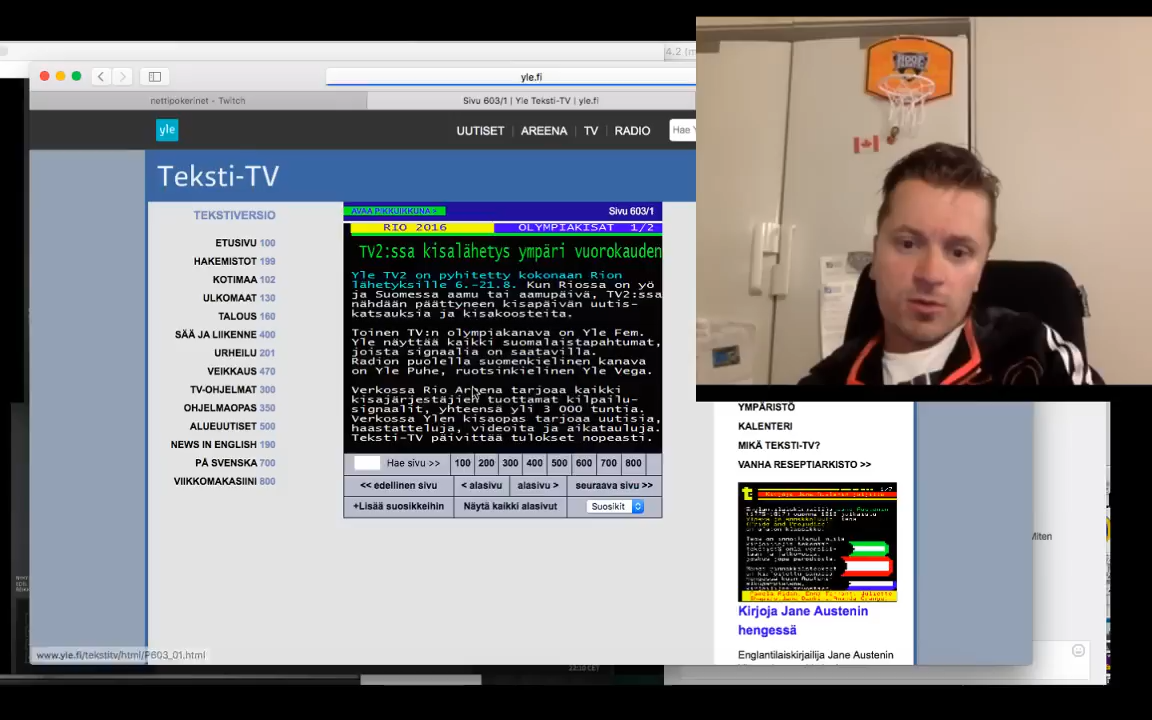 4.2 (m
yle.fi
nettipokerinet - Twitch
Sivu 603/1 | Yle Teksti-TV | yle.fi
yle
UUTISET | AREENA | TV | RADIO
Hae Y
Teksti-TV
TEKSTIVERSIO
ETUSIVU 100
HAKEMISTOT 199
KOTIMAA 102
ULKOMAAT 130
TALOUS 160
SÄÄ JA LIIKENNE 400
URHEILU 201
VEIKKAUS 470
TV-OHJELMAT 300
OHJELMAOPAS 350
ALUEUUTISET 500
NEWS IN ENGLISH 190
PÅ SVENSKA 700
VIIKKOMAKASIINI 800
AVAA PIKKUIKKUNA >
Sivu 603/1
RIO 2016
OLYMPIAKISAT 1/2
TV2:ssa kisalähetys ympäri vuorokauden
Yle TV2 on pyhitetty kokonaan Rion
lähetyksille 6.-21.8. Kun Riossa on yö
ja Suomessa aamu tai aamupäivä, TV2:ssa
nähdään päättyneen kisapäivän uutis-
katsauksia ja kisakoosteita.
Toinen TV:n olympiakanava on Yle Fem.
Yle näyttää kaikki suomalaistapahtumat,
joista signaalia on saatavilla.
Radion puolella suomenkielinen kanava
on Yle Puhe, ruotsinkielinen Yle Vega.
Verkossa Rio Areena tarjoaa kaikki
kisajärjestäjien tuottamat kilpailu-
signaalit, yhteensä yli 3 000 tuntia.
Verkossa Ylen kisaopas tarjoaa uutisia,
haastatteluja, videoita ja aikatauluja.
Teksti-TV päivittää tulokset nopeasti.
Hae sivu >>
100 200 300 400 500 600 700 800
<< edellinen sivu
< alasivu
alasivu >
seuraava sivu >>
+Lisää suosikkeihin
Näytä kaikki alasivut
Suosikit
YMPÄRISTÖ
KALENTERI
MIKÄ TEKSTI-TV?
VANHA RESEPTIARKISTO >>
Kirjoja Jane Austenin
hengessä
Englantilaiskirjailija Jane Austenin
Miten
www.yle.fi/tekstitv/html/P603_01.html
22:10 CET